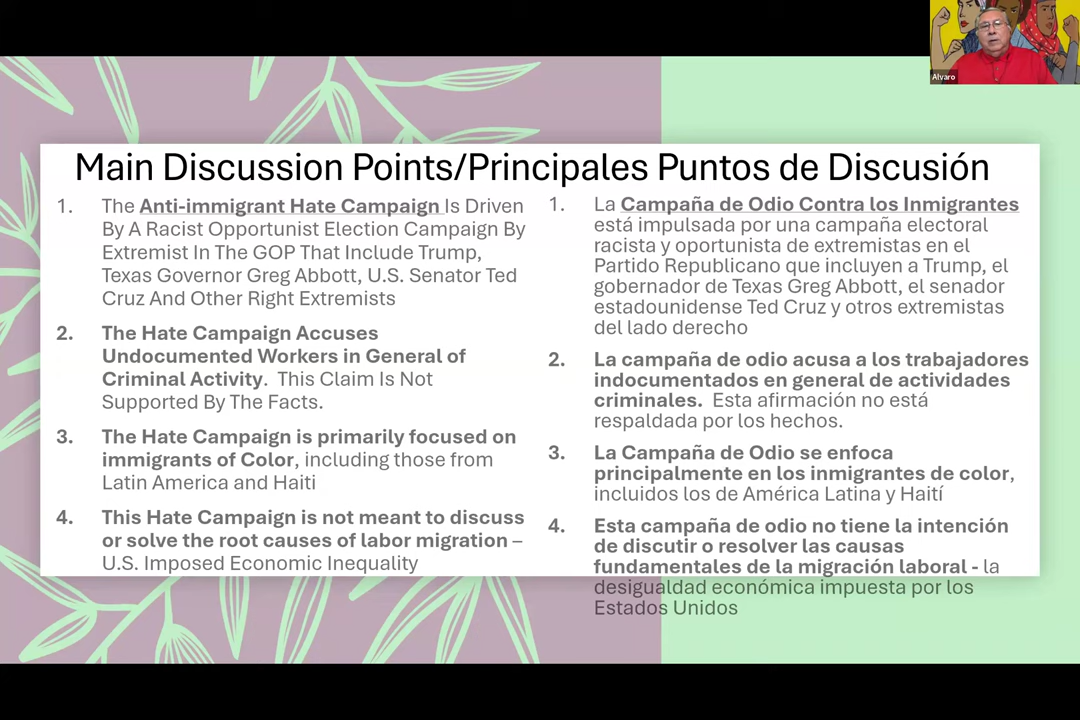 Alvaro
Main Discussion Points/Principales Puntos de Discusión
1. The Anti-immigrant Hate Campaign Is Driven
By A Racist Opportunist Election Campaign By
Extremist In The GOP That Include Trump,
Texas Governor Greg Abbott, U.S. Senator Ted
Cruz And Other Right Extremists
2. The Hate Campaign Accuses
Undocumented Workers in General of
Criminal Activity. This Claim Is Not
Supported By The Facts.
3. The Hate Campaign is primarily focused on
immigrants of Color, including those from
Latin America and Haiti
4. This Hate Campaign is not meant to discuss
or solve the root causes of labor migration –
U.S. Imposed Economic Inequality
1. La Campaña de Odio Contra los Inmigrantes
está impulsada por una campaña electoral
racista y oportunista de extremistas en el
Partido Republicano que incluyen a Trump, el
gobernador de Texas Greg Abbott, el senador
estadounidense Ted Cruz y otros extremistas
del lado derecho
2. La campaña de odio acusa a los trabajadores
indocumentados en general de actividades
criminales. Esta afirmación no está
respaldada por los hechos.
3. La Campaña de Odio se enfoca
principalmente en los inmigrantes de color,
incluidos los de América Latina y Haití
4. Esta campaña de odio no tiene la intención
de discutir o resolver las causas
fundamentales de la migración laboral - la
desigualdad económica impuesta por los
Estados Unidos